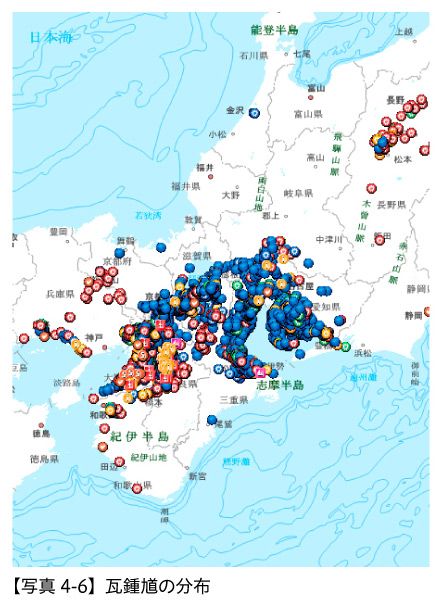 日本海
能登半島
上越
七尾
石川県
富山
長野
金沢
富山県
小松
飛騨山脈
松本
福井
高山
福井県
両白山地
岐阜県
大野
長野県
若狭湾
郡上
木曽山脈
敦賀
飯田
豊岡
舞鶴
中津川
赤石山脈
滋賀県
京都府
兵庫県
愛知県
静岡県
静岡
神戸
浜松
御前崎
淡路島
志摩半島
遠州灘
三重県
徳島
紀伊半島
尾鷲
徳島県
紀伊山地
熊野灘
田辺
新宮
和歌山県
潮岬
【写真 4-6】瓦鍾馗の分布